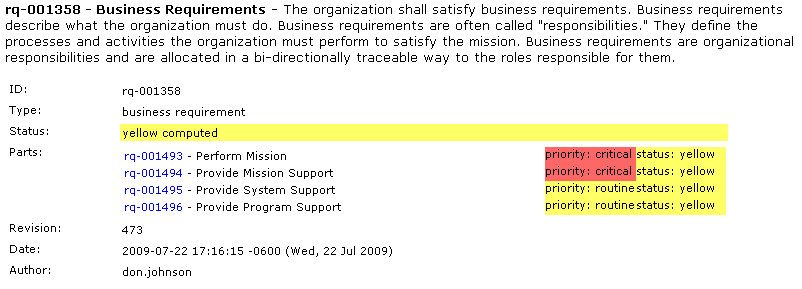 rq-001358 - Business Requirements - The organization shall satisfy business requirements. Business requirements
describe what the organization must do. Business requirements are often called "responsibilities." They define the
processes and activities the organization must perform to satisfy the mission. Business requirements are organizational
responsibilities and are allocated in a bi-directionally traceable way to the roles responsible for them.
ID: rq-001358
Type: business requirement
Status: yellow computed
Parts: rq-001493 - Perform Mission priority: critical status: yellow
rq-001494 - Provide Mission Support priority: critical status: yellow
rq-001495 - Provide System Support priority: routine status: yellow
rq-001496 - Provide Program Support priority: routine status: yellow
Revision: 473
Date: 2009-07-22 17:16:15 -0600 (Wed, 22 Jul 2009)
Author: don.johnson